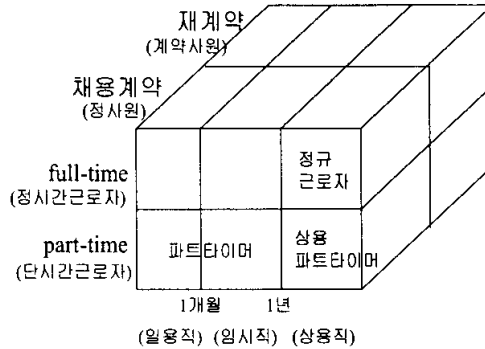 재계약
(계약사원)
채용계약
(정사원)
full-time
(정시간근로자)
정규
근로자
part-time
(단시간근로자)
파트타이머
상용
파트타이머
1개월 1년
(일용직) (임시직) (상용직)